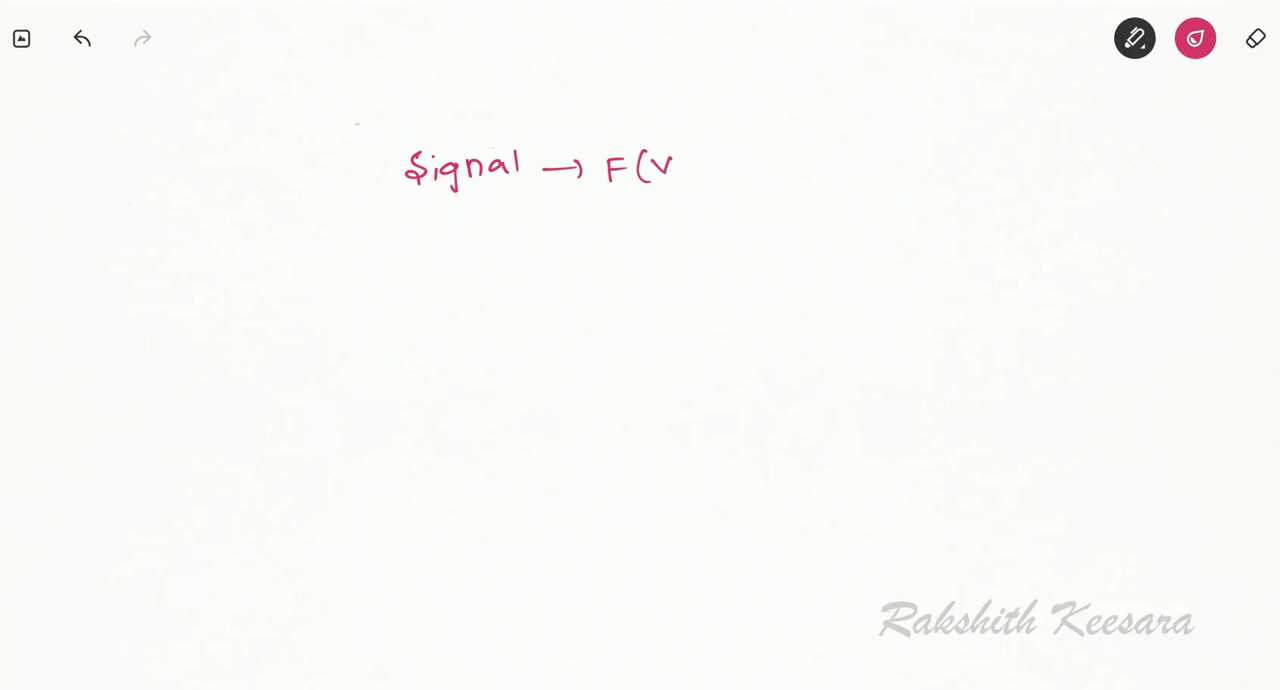 Signal → F(V
Rakshith Keesara